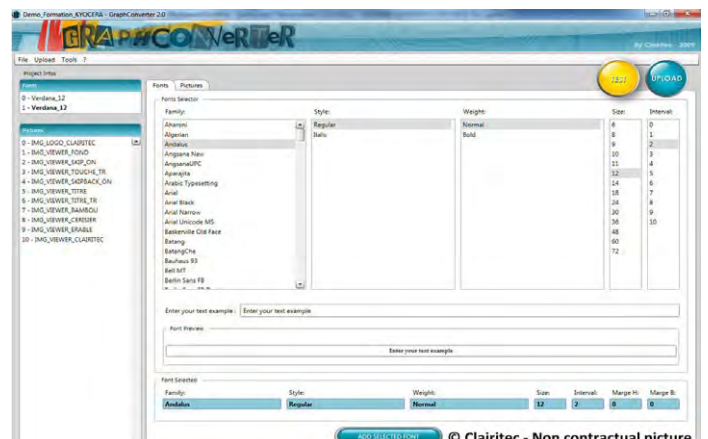 Demo_Formation_KYOCERA - GraphConverter 2.0
GRAPHCONVeRTeR
By Clairitec 2009
File Upload Tools ?
Project Infos
Fonts
0 - Verdana_12
1 - Verdana_12
Pictures
0 - IMG_LOGO_CLAIRITEC
1 - IMG_VIEWER_FOND
2 - IMG_VIEWER_SKIP_ON
3 - IMG_VIEWER_TOUCHE_TR
4 - IMG_VIEWER_SKIPBACK_ON
5 - IMG_VIEWER_TITRE
6 - IMG_VIEWER_TITRE_TR
7 - IMG_VIEWER_BAMBOU
8 - IMG_VIEWER_CERISIER
9 - IMG_VIEWER_ERABLE
10 - IMG_VIEWER_CLAIRITEC
TEST
UPLOAD
Fonts Pictures
Fonts Selector
Family: Style: Weight: Size: Interval:
Aharoni Regular Normal 6 0
Algerian Italic Bold 8 1
Andalus 9 2
Angsana New 10 3
AngsanaUPC 11 4
Aparajita 12 5
Arabic Typesetting 14 6
Arial 18 7
Arial Black 24 8
Arial Narrow 30 9
Arial Unicode MS 36 10
Baskerville Old Face 48
Batang 60
BatangChe 72
Bauhaus 93
Bell MT
Berlin Sans FB
Enter your text example : Enter your text example
Font Preview
Enter your text example
Font Selected
Family: Style: Weight: Size: Interval: Marge H: Marge B:
Andalus Regular Normal 12 2 0 0
ADD SELECTED FONT
© Clairitec - Non contractual picture